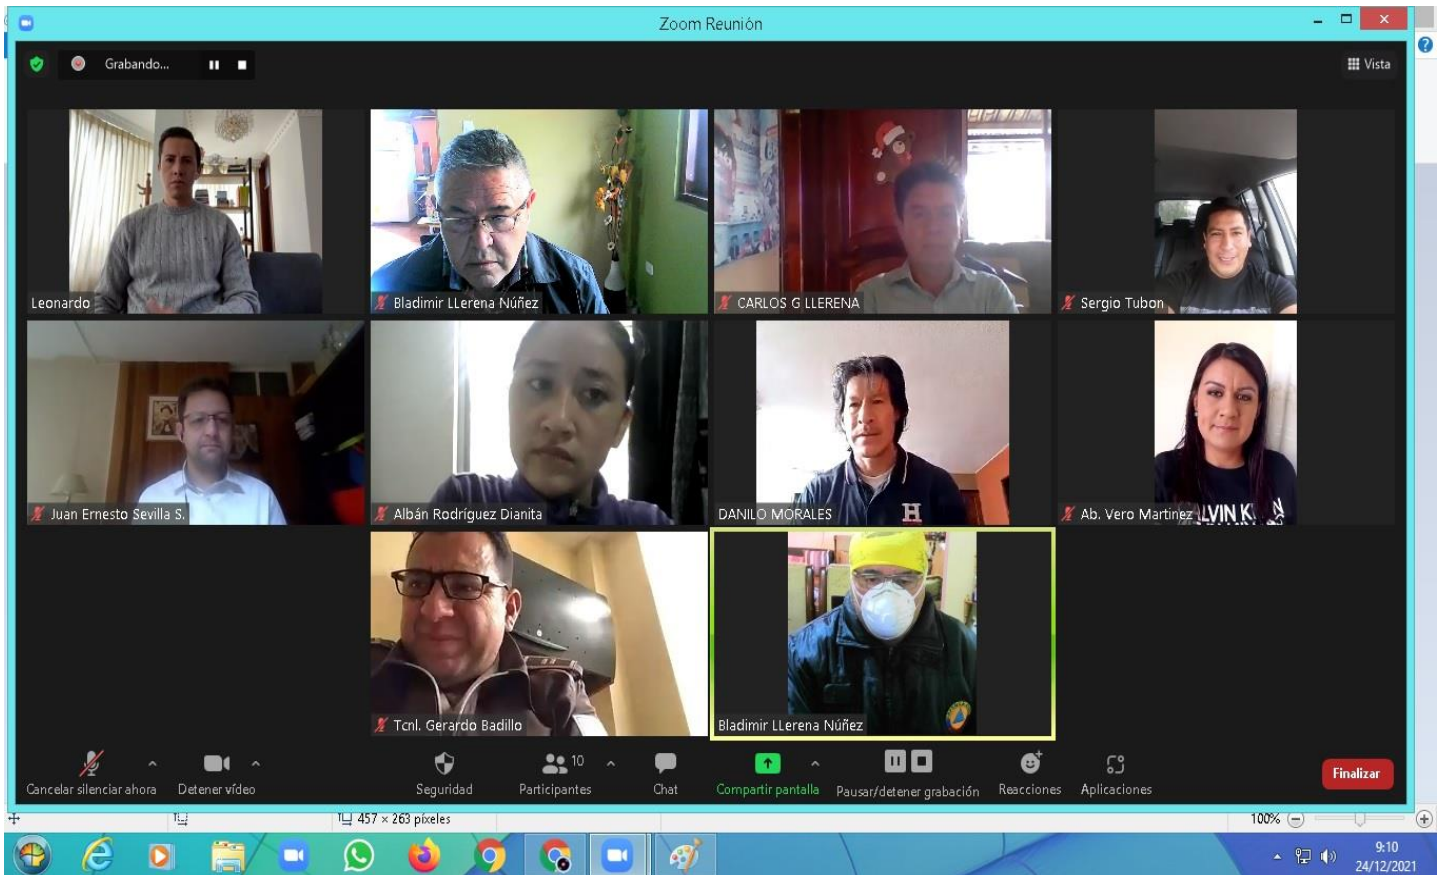 Zoom Reunión
Grabando...
Vista
Leonardo
Bladimir LLerena Núñez
CARLOS G LLERENA
Sergio Tubon
Juan Ernesto Sevilla S.
Albán Rodríguez Dianita
DANILO MORALES
H
Ab. Vero Martinez
LVIN K
Tcnl. Gerardo Badillo
Bladimir LLerena Núñez
Cancelar silenciar ahora
Detener vídeo
Seguridad
Participantes
10
Chat
Compartir pantalla
Pausar/detener grabación
Reacciones
Aplicaciones
Finalizar
457 × 263 píxeles
100%
9:10
24/12/2021